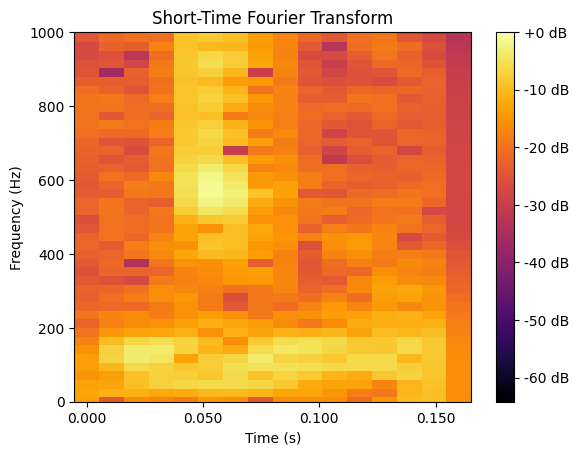 Short-Time Fourier Transform
1000
800
600
400
200
0
Frequency (Hz)
0.000
0.050
0.100
0.150
Time (s)
+0 dB
-10 dB
-20 dB
-30 dB
-40 dB
-50 dB
-60 dB